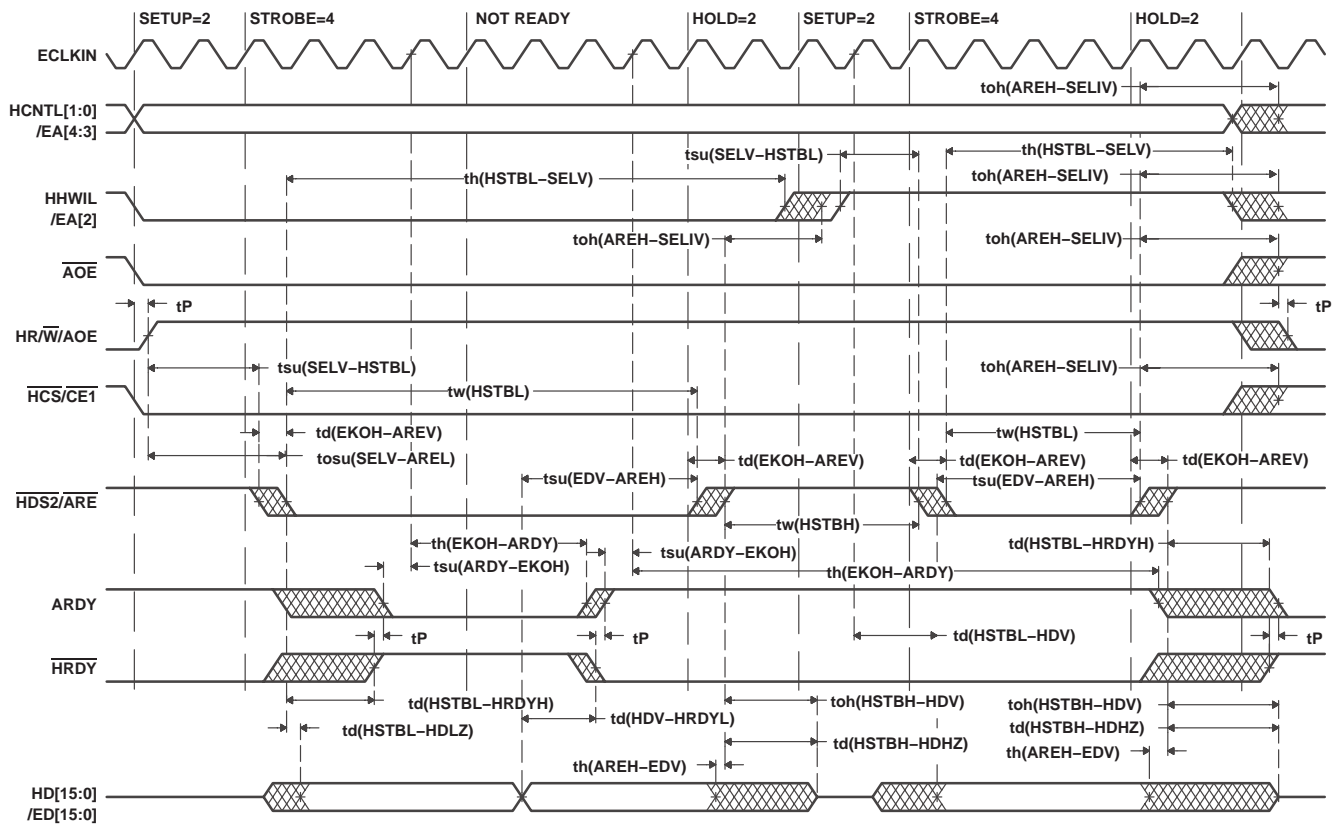 SETUP=2 STROBE=4 NOT READY HOLD=2 SETUP=2 STROBE=4 HOLD=2
ECLKIN
toh(AREH–SELIV)
HCNTL[1:0]
/EA[4:3]
tsu(SELV–HSTBL) th(HSTBL–SELV)
th(HSTBL–SELV) toh(AREH–SELIV)
HHWIL
/EA[2]
toh(AREH–SELIV) toh(AREH–SELIV)
AOE
tP tP
HR/W/AOE
tsu(SELV–HSTBL) toh(AREH–SELIV)
tw(HSTBL)
HCS/CE1
td(EKOH–AREV) tw(HSTBL)
tosu(SELV–AREL) td(EKOH–AREV) td(EKOH–AREV) td(EKOH–AREV)
tsu(EDV–AREH) tsu(EDV–AREH)
HDS2/ARE
tw(HSTBH)
th(EKOH–ARDY) tsu(ARDY–EKOH) td(HSTBL–HRDYH)
tsu(ARDY–EKOH) th(EKOH–ARDY)
ARDY
tP tP td(HSTBL–HDV) tP
HRDY
td(HSTBL–HRDYH) toh(HSTBH–HDV) toh(HSTBH–HDV)
td(HSTBL–HDLZ) td(HDV–HRDYL) td(HSTBH–HDHZ) td(HSTBH–HDHZ)
th(AREH–EDV) th(AREH–EDV)
HD[15:0]
/ED[15:0]